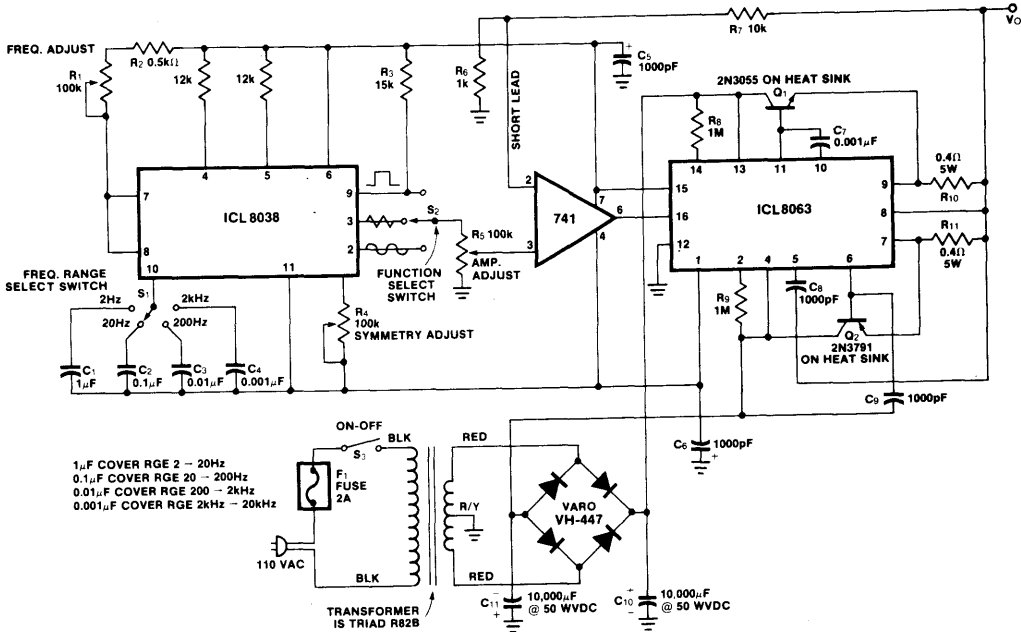 R7 10k
VO
FREQ. ADJUST
R2 0.5kΩ
R1
100k
12k
12k
R3
15k
R6
1k
SHORT LEAD
+
C5
1000pF
2N3055 ON HEAT SINK
Q1
R8
1M
C7
0.001μF
14
13
11
10
4
5
6
7
8
ICL8038
9
3
2
10
11
S2
R5 100k
AMP.
ADJUST
FUNCTION
SELECT
SWITCH
2
3
741
7
6
4
15
16
12
ICL8063
9
8
7
0.4Ω
5W
R10
R11
0.4Ω
5W
1
2
4
5
6
R9
1M
C8
1000pF
Q2
2N3791
ON HEAT SINK
C9
1000pF
FREQ. RANGE
SELECT SWITCH
S1
2Hz
2kHz
20Hz
200Hz
R4
100k
SYMMETRY ADJUST
C1
1μF
C2
0.1μF
C3
0.01μF
C4
0.001μF
C6
1000pF
+
1μF COVER RGE 2 – 20Hz
0.1μF COVER RGE 20 – 200Hz
0.01μF COVER RGE 200 – 2kHz
0.001μF COVER RGE 2kHz – 20kHz
ON-OFF
S3
BLK
RED
F1
FUSE
2A
R/Y
VARO
VH-447
110 VAC
BLK
RED
TRANSFORMER
IS TRIAD R82B
C11
–
+
10,000μF
@ 50 WVDC
C10
+
–
10,000μF
@ 50 WVDC